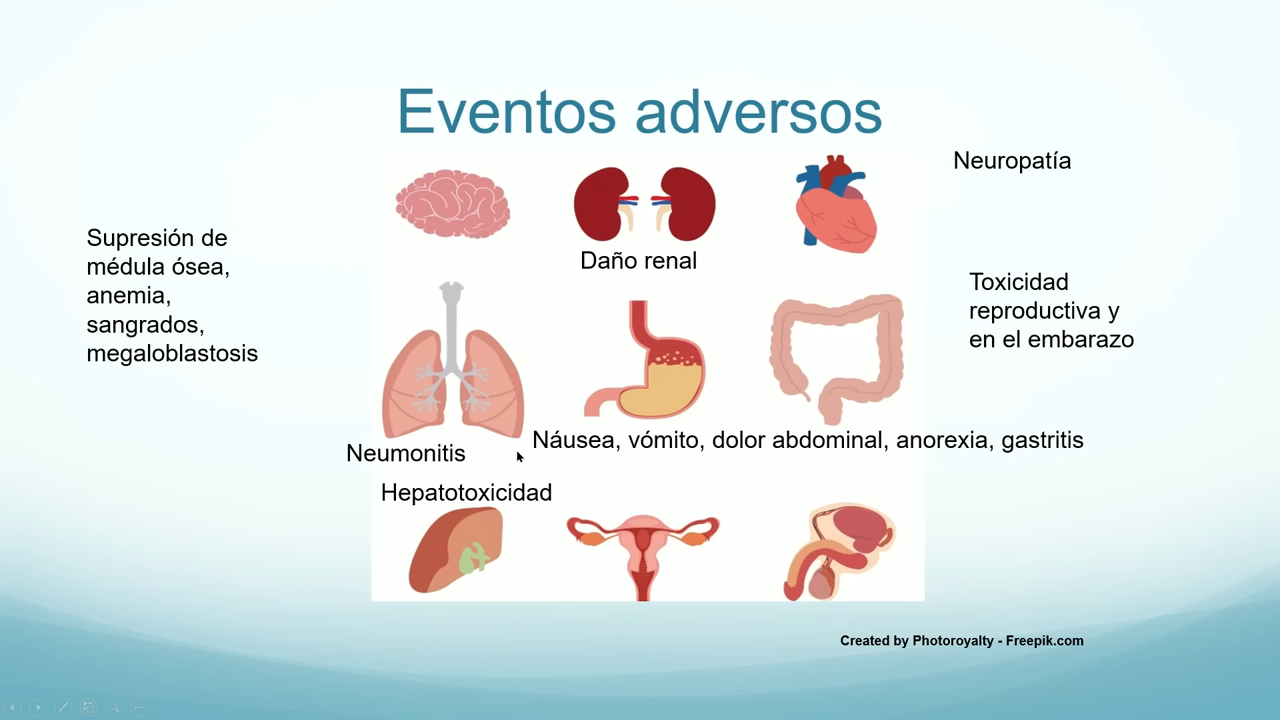 Eventos adversos
Neuropatía
Supresión de
médula ósea,
anemia,
sangrados,
megaloblastosis
Daño renal
Toxicidad
reproductiva y
en el embarazo
Náusea, vómito, dolor abdominal, anorexia, gastritis
Neumonitis
Hepatotoxicidad
Created by Photoroyalty - Freepik.com